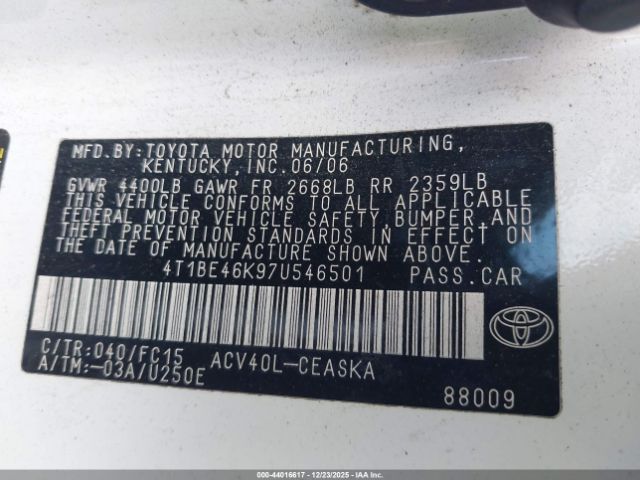 MFD.BY:TOYOTA MOTOR MANUFACTURING,
KENTUCKY,INC.06/06
GVWR 4400LB GAWR FR 2668LB RR 2359LB
THIS VEHICLE CONFORMS TO ALL APPLICABLE
FEDERAL MOTOR VEHICLE SAFETY,BUMPER,AND
THEFT PREVENTION STANDARDS IN EFFECT ON
THE DATE OF MANUFACTURE SHOWN ABOVE.
4T1BE46K97U546501 PASS.CAR
C/TR:040/FC15 ACV40L-CEASKA
A/TM:-03A/U250E
TOYOTA
88009
000-44016617 - 12/23/2025 - IAAI.COM